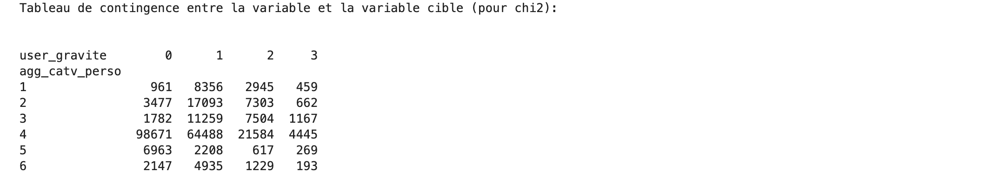 Tableau de contingence entre la variable et la variable cible (pour chi2):
user_gravite 0 1 2 3
agg_catv_perso
1 961 8356 2945 459
2 3477 17093 7303 662
3 1782 11259 7504 1167
4 98671 64488 21584 4445
5 6963 2208 617 269
6 2147 4935 1229 193